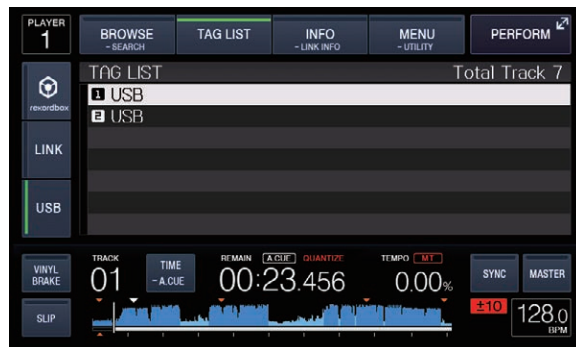 PLAYER
1
BROWSE
– SEARCH
TAG LIST
INFO
– LINK INFO
MENU
– UTILITY
PERFORM
rekordbox
LINK
USB
TAG LIST Total Track 7
1 USB
2 USB
VINYL
BRAKE
SLIP
TRACK
01
TIME
– A.CUE
REMAIN A.CUE QUANTIZE
00:23.456
TEMPO MT
0.00%
SYNC
MASTER
±10
128.0
BPM